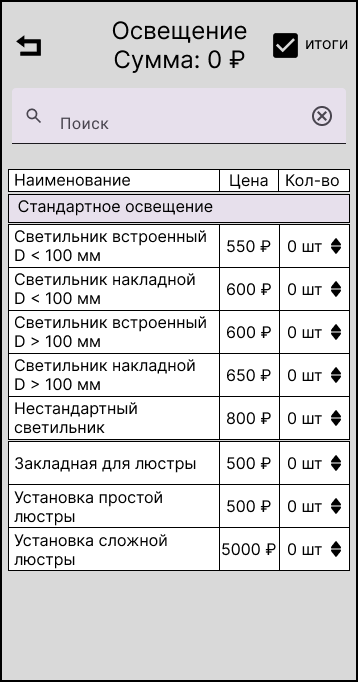 Освещение
Сумма: 0 ₽
итоги
Поиск
Наименование Цена Кол-во
Стандартное освещение
Светильник встроенный
D < 100 мм
550 ₽ 0 шт
Светильник накладной
D < 100 мм
600 ₽ 0 шт
Светильник встроенный
D > 100 мм
600 ₽ 0 шт
Светильник накладной
D > 100 мм
650 ₽ 0 шт
Нестандартный
светильник
800 ₽ 0 шт
Закладная для люстры 500 ₽ 0 шт
Установка простой
люстры
500 ₽ 0 шт
Установка сложной
люстры
5000 ₽ 0 шт